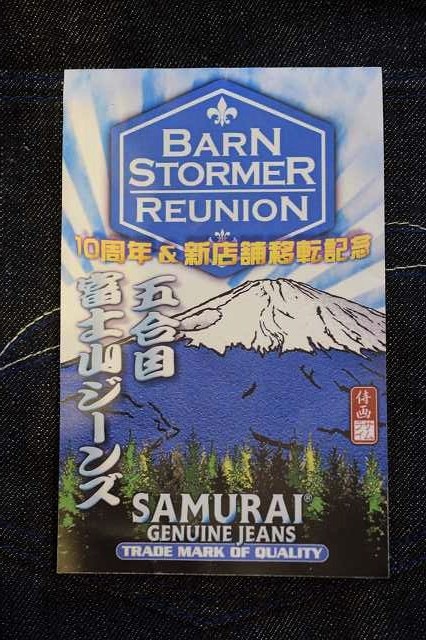 BARN
STORMER
REUNION
10周年 & 新店舗移転記念
五合目
富士山ジーンズ
侍画
SAMURAI®
GENUINE JEANS
TRADE MARK OF QUALITY